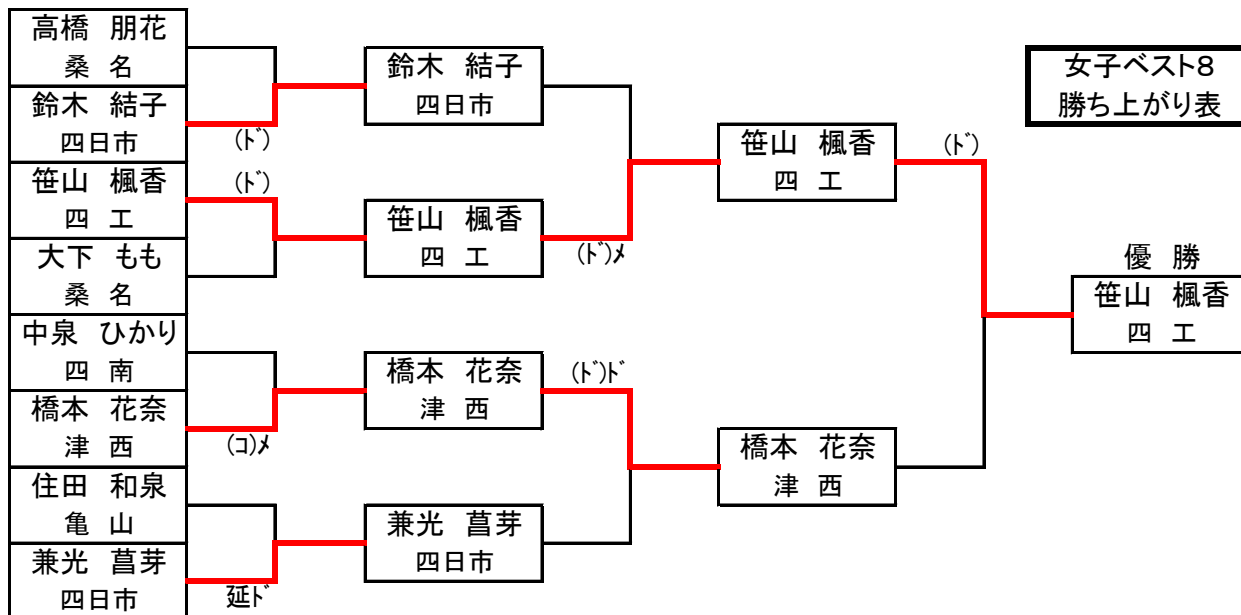 女子ベスト8
勝ち上がり表
高橋 朋花
桑 名
鈴木 結子
四日市
(ﾄﾞ)
笹山 楓香
四 工
(ﾄﾞ)
大下 もも
桑 名
中泉 ひかり
四 南
橋本 花奈
津 西
(コ)ﾒ
住田 和泉
亀 山
兼光 菖芽
四日市
延ﾄﾞ
鈴木 結子
四日市
笹山 楓香
四 工
(ﾄﾞ)ﾒ
橋本 花奈
津 西
(ﾄﾞ)ﾄﾞ
兼光 菖芽
四日市
笹山 楓香
四 工
(ﾄﾞ)
橋本 花奈
津 西
優 勝
笹山 楓香
四 工